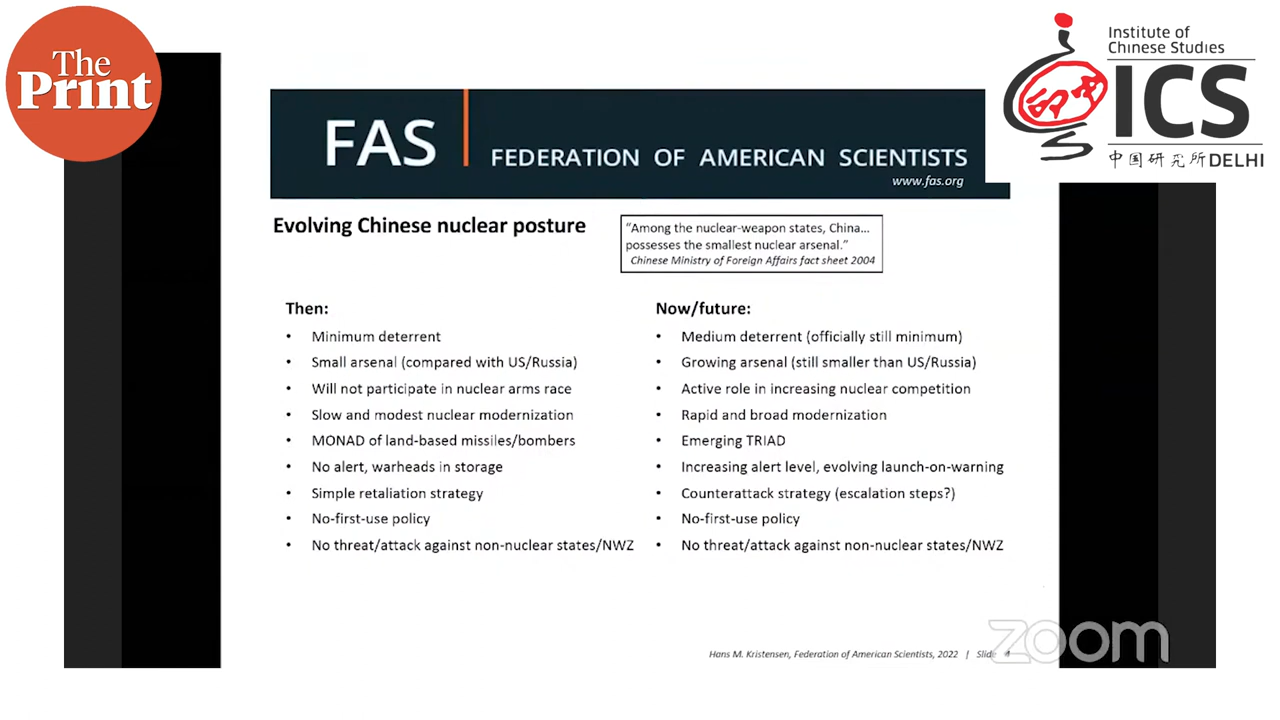 The
Print
Institute of
Chinese Studies
ICS
中国研究所 DELHI
FAS
FEDERATION OF AMERICAN SCIENTISTS
www.fas.org
Evolving Chinese nuclear posture
“Among the nuclear-weapon states, China…
possesses the smallest nuclear arsenal.”
Chinese Ministry of Foreign Affairs fact sheet 2004
Then:
• Minimum deterrent
• Small arsenal (compared with US/Russia)
• Will not participate in nuclear arms race
• Slow and modest nuclear modernization
• MONAD of land-based missiles/bombers
• No alert, warheads in storage
• Simple retaliation strategy
• No-first-use policy
• No threat/attack against non-nuclear states/NWZ
Now/future:
• Medium deterrent (officially still minimum)
• Growing arsenal (still smaller than US/Russia)
• Active role in increasing nuclear competition
• Rapid and broad modernization
• Emerging TRIAD
• Increasing alert level, evolving launch-on-warning
• Counterattack strategy (escalation steps?)
• No-first-use policy
• No threat/attack against non-nuclear states/NWZ
Hans M. Kristensen, Federation of American Scientists, 2022 | Slide
zoom